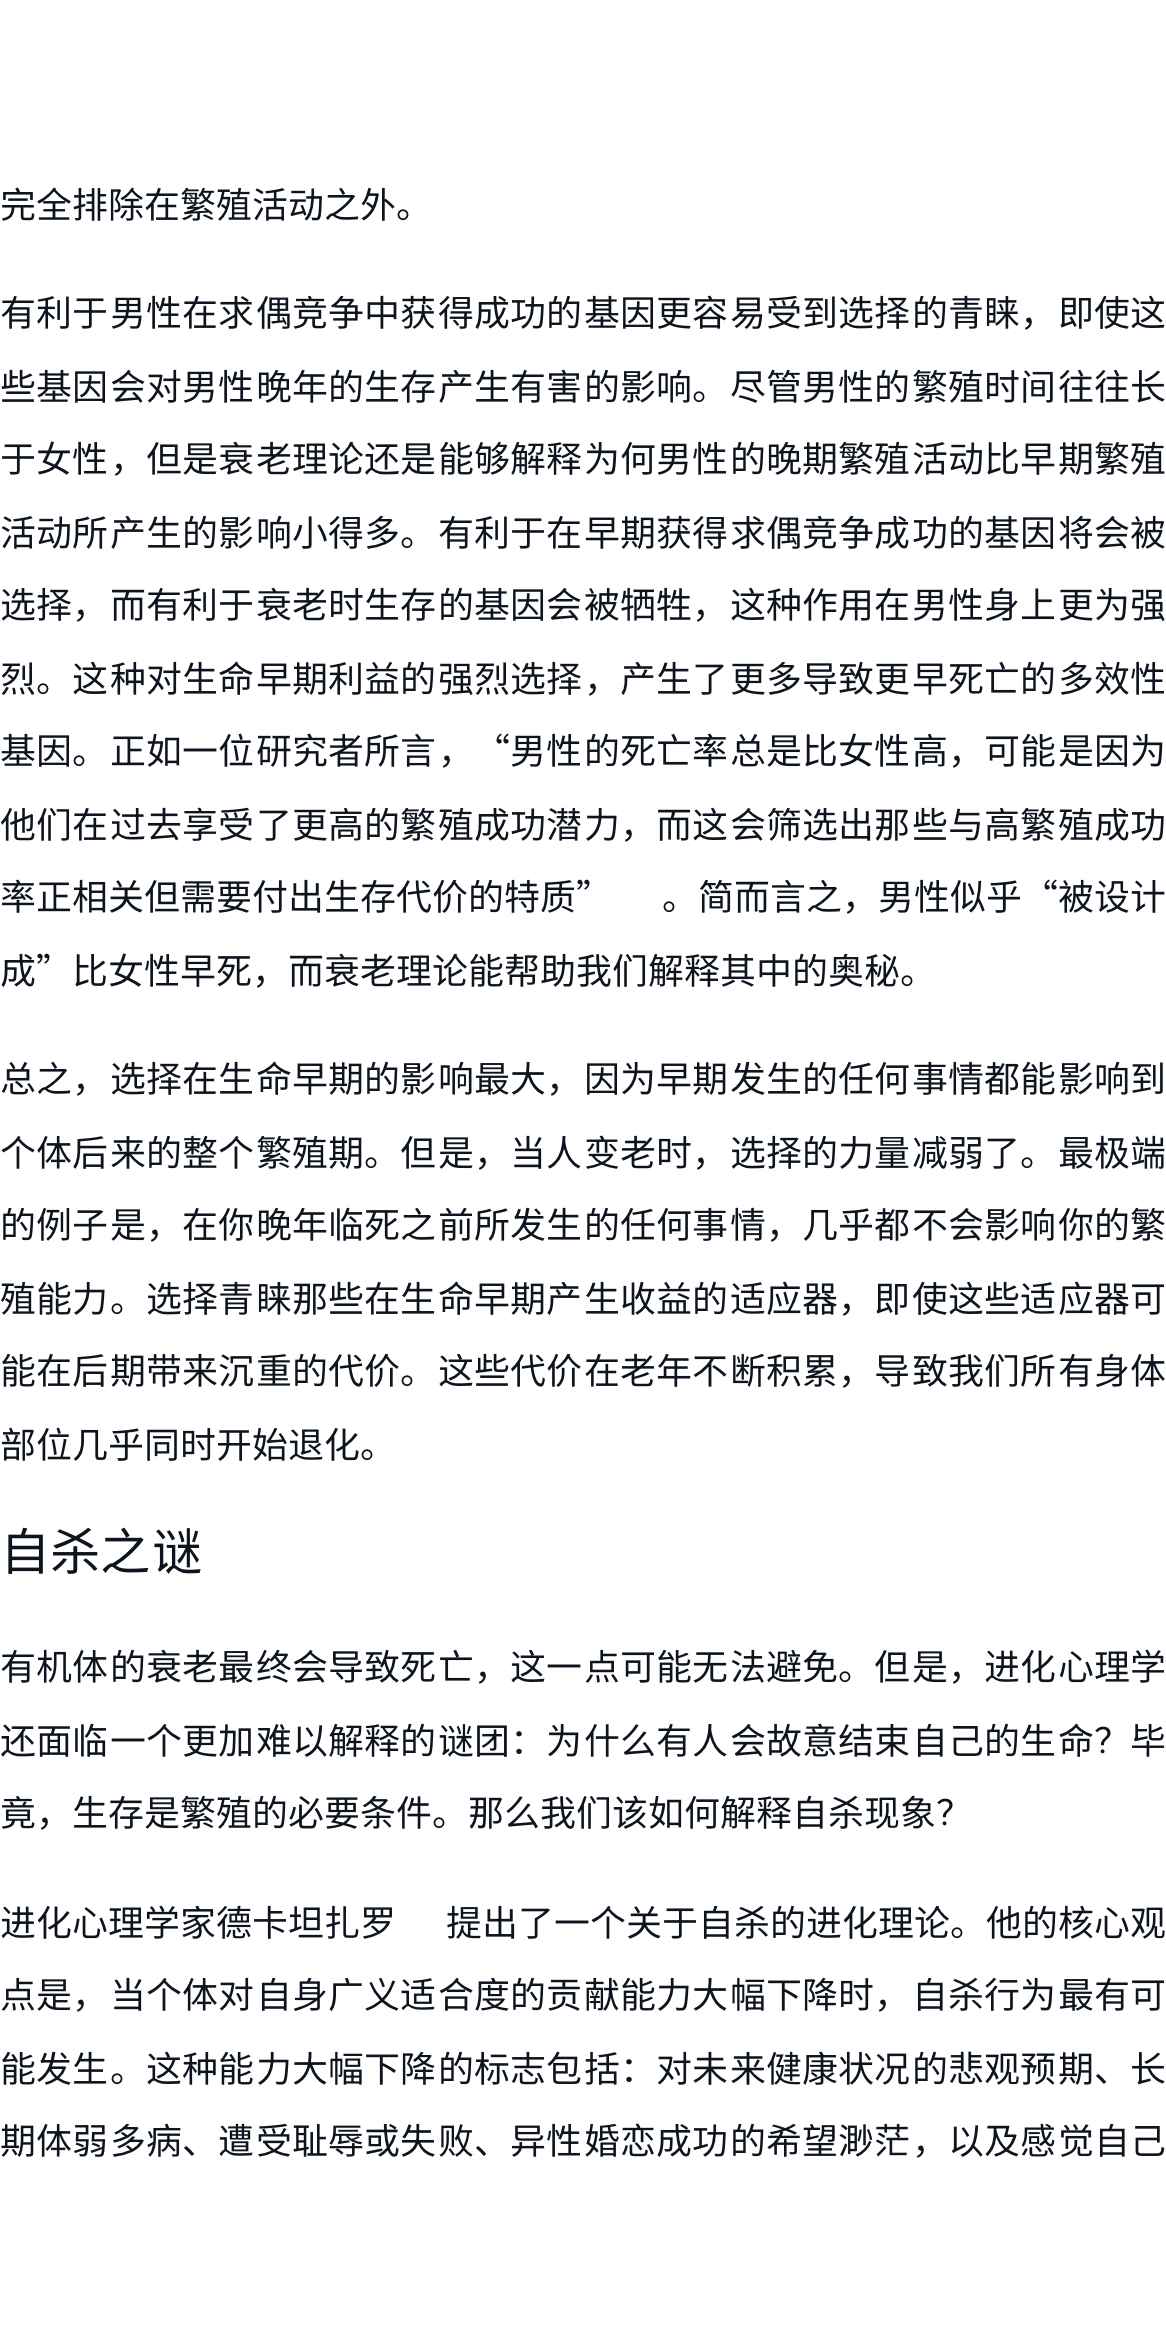 完全排除在繁殖活动之外。
有利于男性在求偶竞争中获得成功的基因更容易受到选择的青睐，即使这
些基因会对男性晚年的生存产生有害的影响。尽管男性的繁殖时间往往长
于女性，但是衰老理论还是能够解释为何男性的晚期繁殖活动比早期繁殖
活动所产生的影响小得多。有利于在早期获得求偶竞争成功的基因将会被
选择，而有利于衰老时生存的基因会被牺牲，这种作用在男性身上更为强
烈。这种对生命早期利益的强烈选择，产生了更多导致更早死亡的多效性
基因。正如一位研究者所言，“男性的死亡率总是比女性高，可能是因为
他们在过去享受了更高的繁殖成功潜力，而这会筛选出那些与高繁殖成功
率正相关但需要付出生存代价的特质” 。简而言之，男性似乎“被设计
成”比女性早死，而衰老理论能帮助我们解释其中的奥秘。
总之，选择在生命早期的影响最大，因为早期发生的任何事情都能影响到
个体后来的整个繁殖期。但是，当人变老时，选择的力量减弱了。最极端
的例子是，在你晚年临死之前所发生的任何事情，几乎都不会影响你的繁
殖能力。选择青睐那些在生命早期产生收益的适应器，即使这些适应器可
能在后期带来沉重的代价。这些代价在老年不断积累，导致我们所有身体
部位几乎同时开始退化。
自杀之谜
有机体的衰老最终会导致死亡，这一点可能无法避免。但是，进化心理学
还面临一个更加难以解释的谜团：为什么有人会故意结束自己的生命？毕
竟，生存是繁殖的必要条件。那么我们该如何解释自杀现象？
进化心理学家德卡坦扎罗 提出了一个关于自杀的进化理论。他的核心观
点是，当个体对自身广义适合度的贡献能力大幅下降时，自杀行为最有可
能发生。这种能力大幅下降的标志包括：对未来健康状况的悲观预期、长
期体弱多病、遭受耻辱或失败、异性婚恋成功的希望渺茫，以及感觉自己